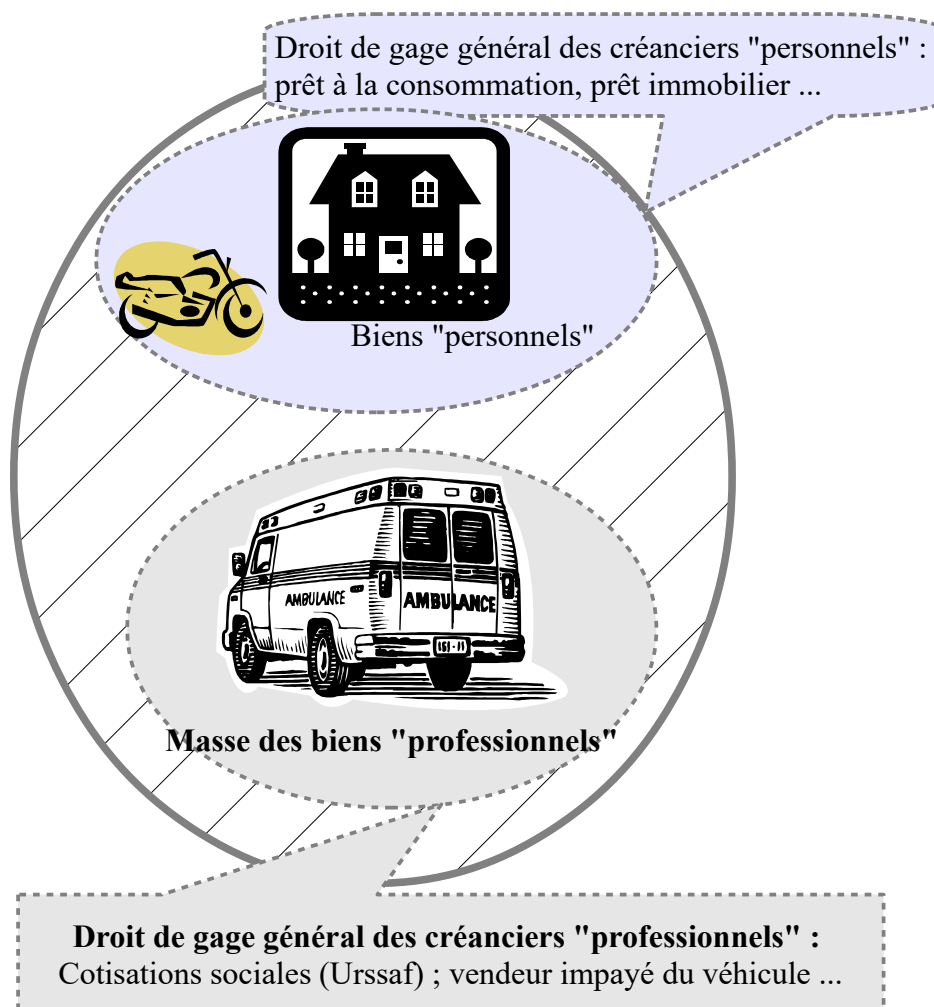 Droit de gage général des créanciers "personnels" :
prêt à la consommation, prêt immobilier ...
Biens "personnels"
AMBULANCE
AMBULANCE
Masse des biens "professionnels"
Droit de gage général des créanciers "professionnels" :
Cotisations sociales (Urssaf) ; vendeur impayé du véhicule ...